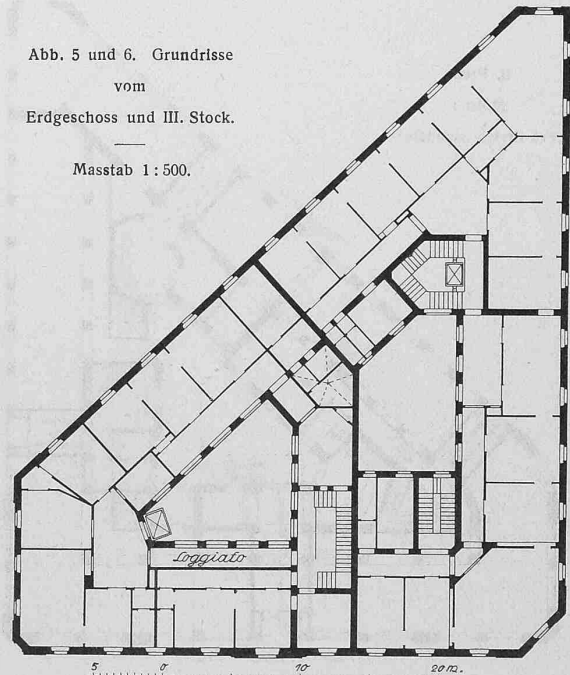 Abb. 5 und 6. Grundrisse
vom
Erdgeschoss und III. Stock.
Masstab 1 : 500.
Loggiato
5 0 10 20 m.